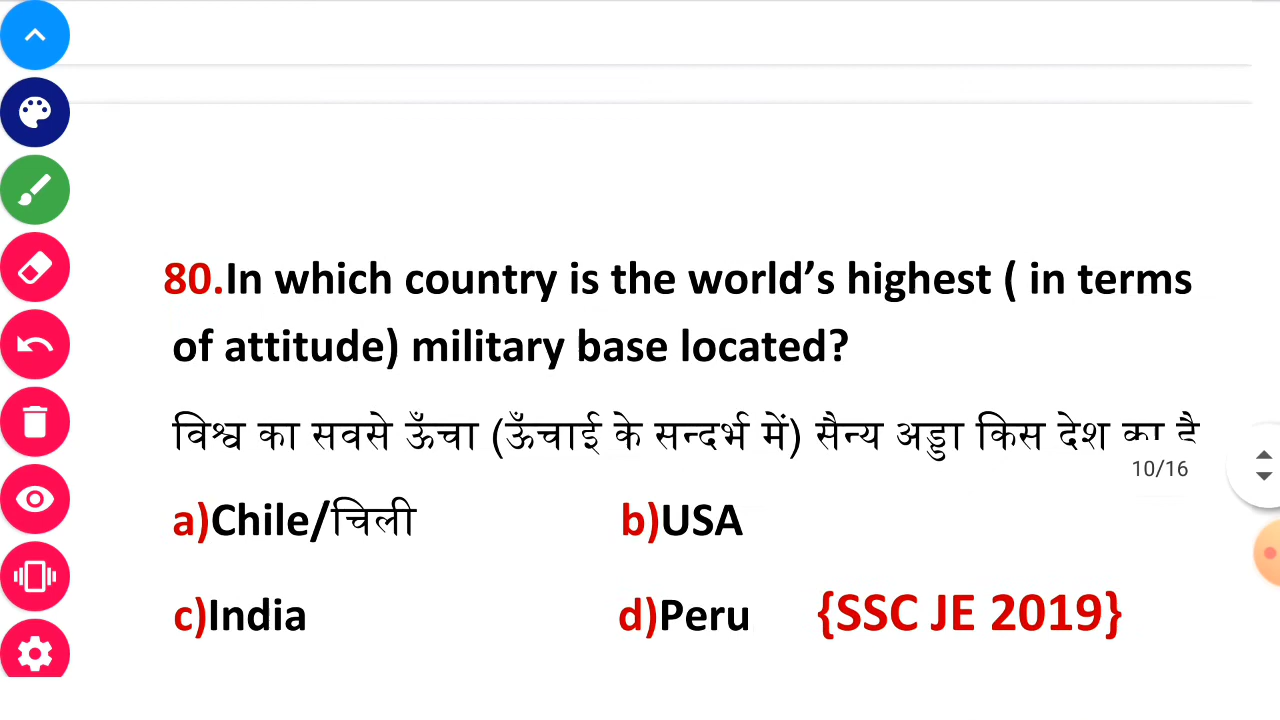 80.In which country is the world’s highest ( in terms
of attitude) military base located?
विश्व का सबसे ऊँचा (ऊँचाई के सन्दर्भ में) सैन्य अड्डा किस देश का है
10/16
a)Chile/चिली b)USA
c)India d)Peru {SSC JE 2019}